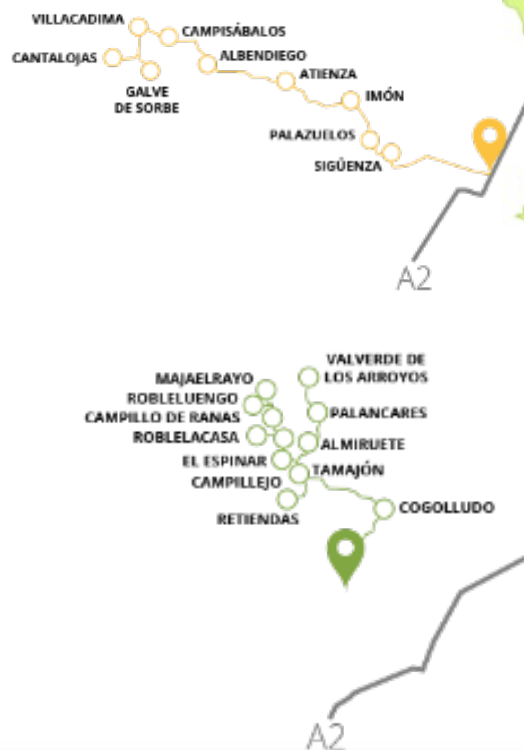 VILLACADIMA
CAMPISÁBALOS
CANTALOJAS
ALBENDIEGO
ATIENZA
GALVE
DE SORBE
IMÓN
PALAZUELOS
SIGÜENZA
A2
VALVERDE DE
LOS ARROYOS
MAJAELRAYO
ROBLELUENGO
CAMPILLO DE RANAS
PALANCARES
ROBLELACASA
ALMIRUETE
EL ESPINAR
TAMAJÓN
CAMPILLEJO
COGOLLUDO
RETIENDAS
A2